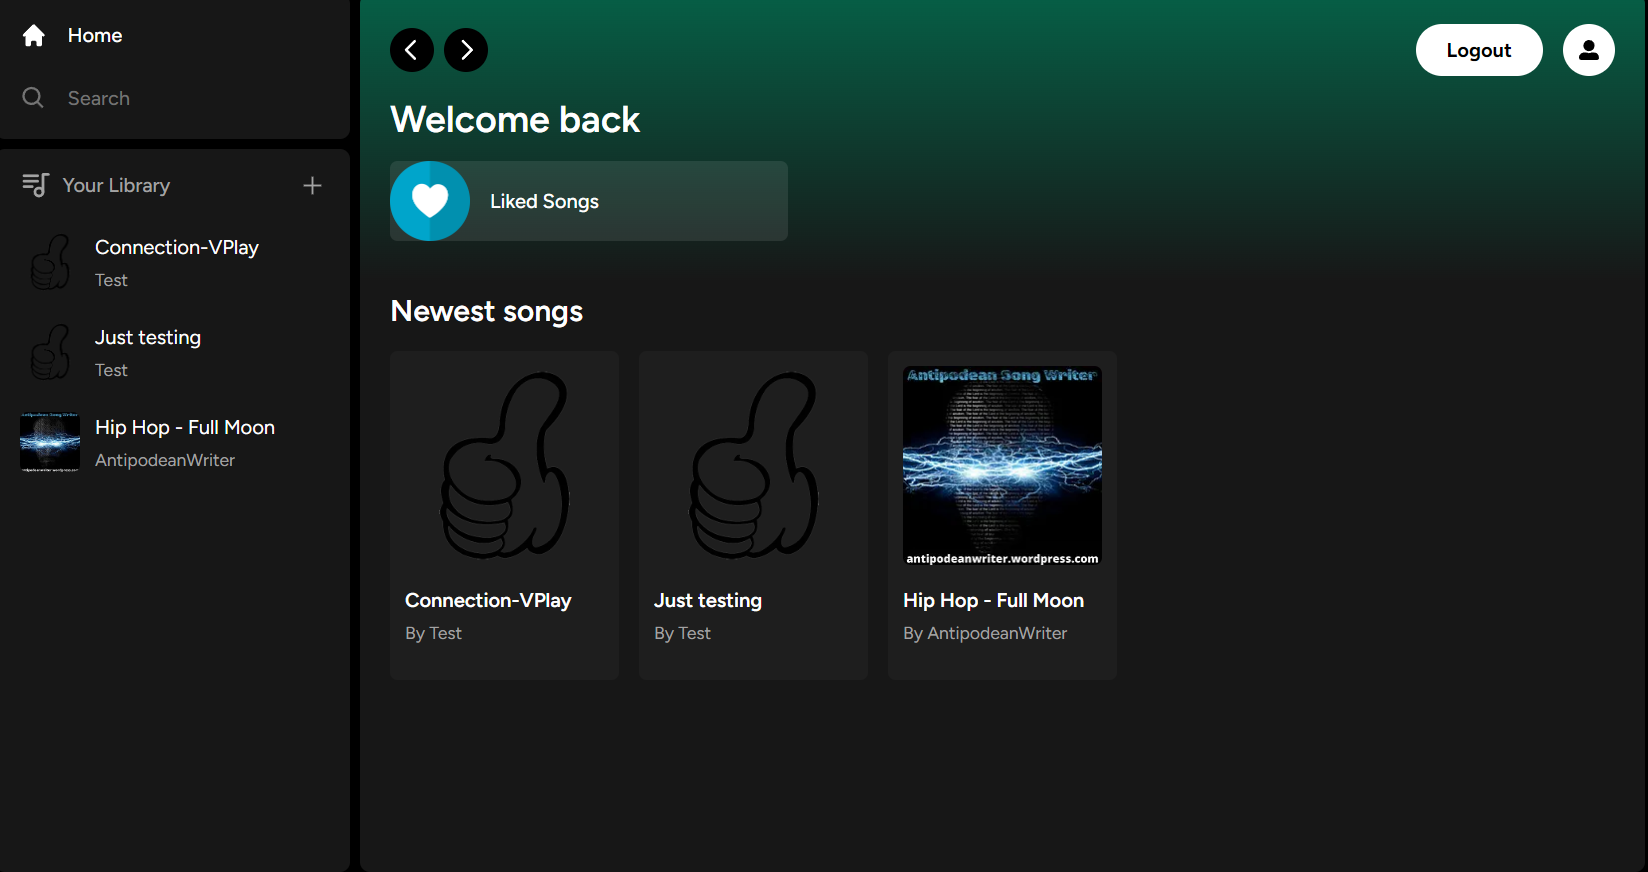 Home
Search
Your Library
Connection-VPlay
Test
Just testing
Test
Hip Hop - Full Moon
AntipodeanWriter
Logout
Welcome back
Liked Songs
Newest songs
Antipodean Song Writer
antipodeanwriter.wordpress.com
Connection-VPlay
By Test
Just testing
By Test
Hip Hop - Full Moon
By AntipodeanWriter